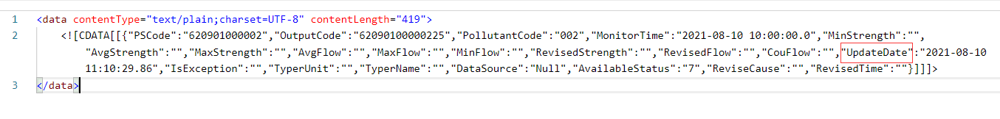 1 <data contentType="text/plain;charset=UTF-8" contentLength="419">
2 <![CDATA[[{"PSCode":"620901000002","OutputCode":"62090100000225","PollutantCode":"002","MonitorTime":"2021-08-10 10:00:00.0","MinStrength":"",
"AvgStrength":"","MaxStrength":"","AvgFlow":"","MaxFlow":"","MinFlow":"","RevisedStrength":"","RevisedFlow":"","CouFlow":"","UpdateDate":"2021-08-10
11:10:29.86","IsException":"","TyperUnit":"","TyperName":"","DataSource":"Null","AvailableStatus":"7","ReviseCause":"","RevisedTime":""}]]]>
3 </data>